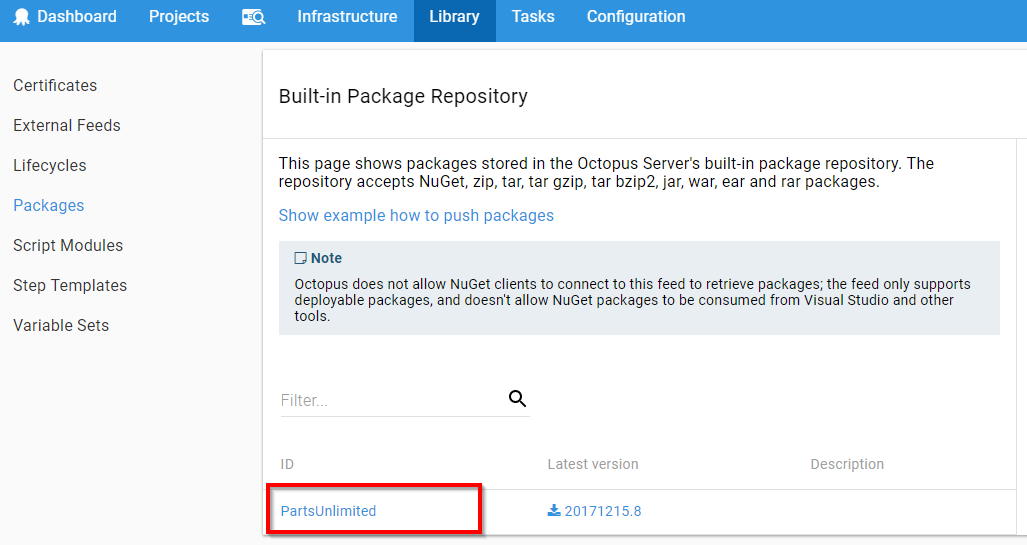 Dashboard Projects Infrastructure Library Tasks Configuration
Certificates
External Feeds
Lifecycles
Packages
Script Modules
Step Templates
Variable Sets
Built-in Package Repository
This page shows packages stored in the Octopus Server's built-in package repository. The
repository accepts NuGet, zip, tar, tar gzip, tar bzip2, jar, war, ear and rar packages.
Show example how to push packages
Note
Octopus does not allow NuGet clients to connect to this feed to retrieve packages; the feed only supports
deployable packages, and doesn't allow NuGet packages to be consumed from Visual Studio and other
tools.
Filter...
ID Latest version Description
PartsUnlimited 20171215.8